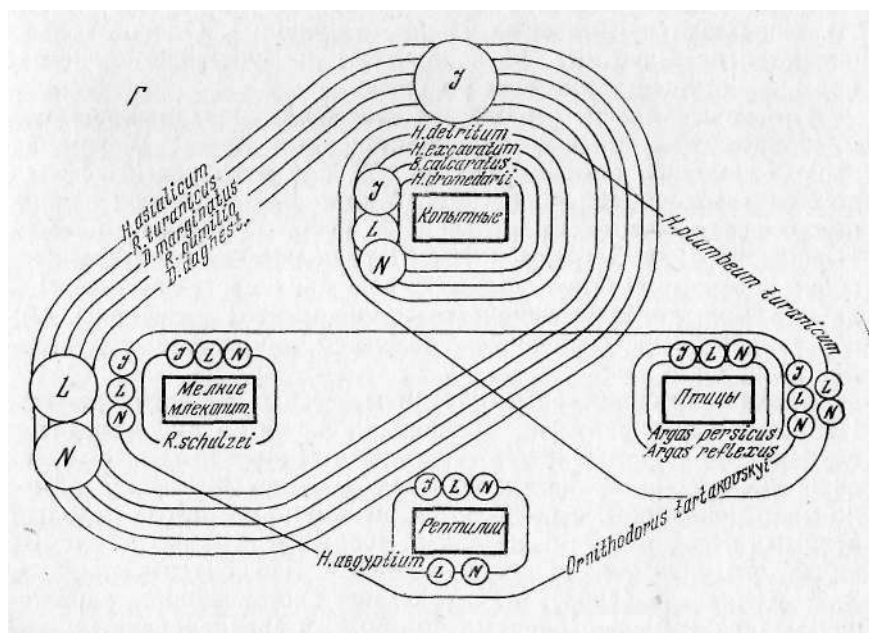 Г
J
H. detritum
H. excavatum
B. calcaratus
H. dromedarii
J
L
N
Копытные
H. asiaticum
R. turanicus
D. marginatus
R. pumilio
D. daghest.
H. plumbeum turanicum
L
N
J
L
N
J L N
Мелкие
млекопит.
R. schulzei
J L N
Птицы
J
L
N
L
N
Argas persicus
Argas reflexus
Ornithodorus tartakovskyi
J L N
Рептилии
L N
H. aegyptium